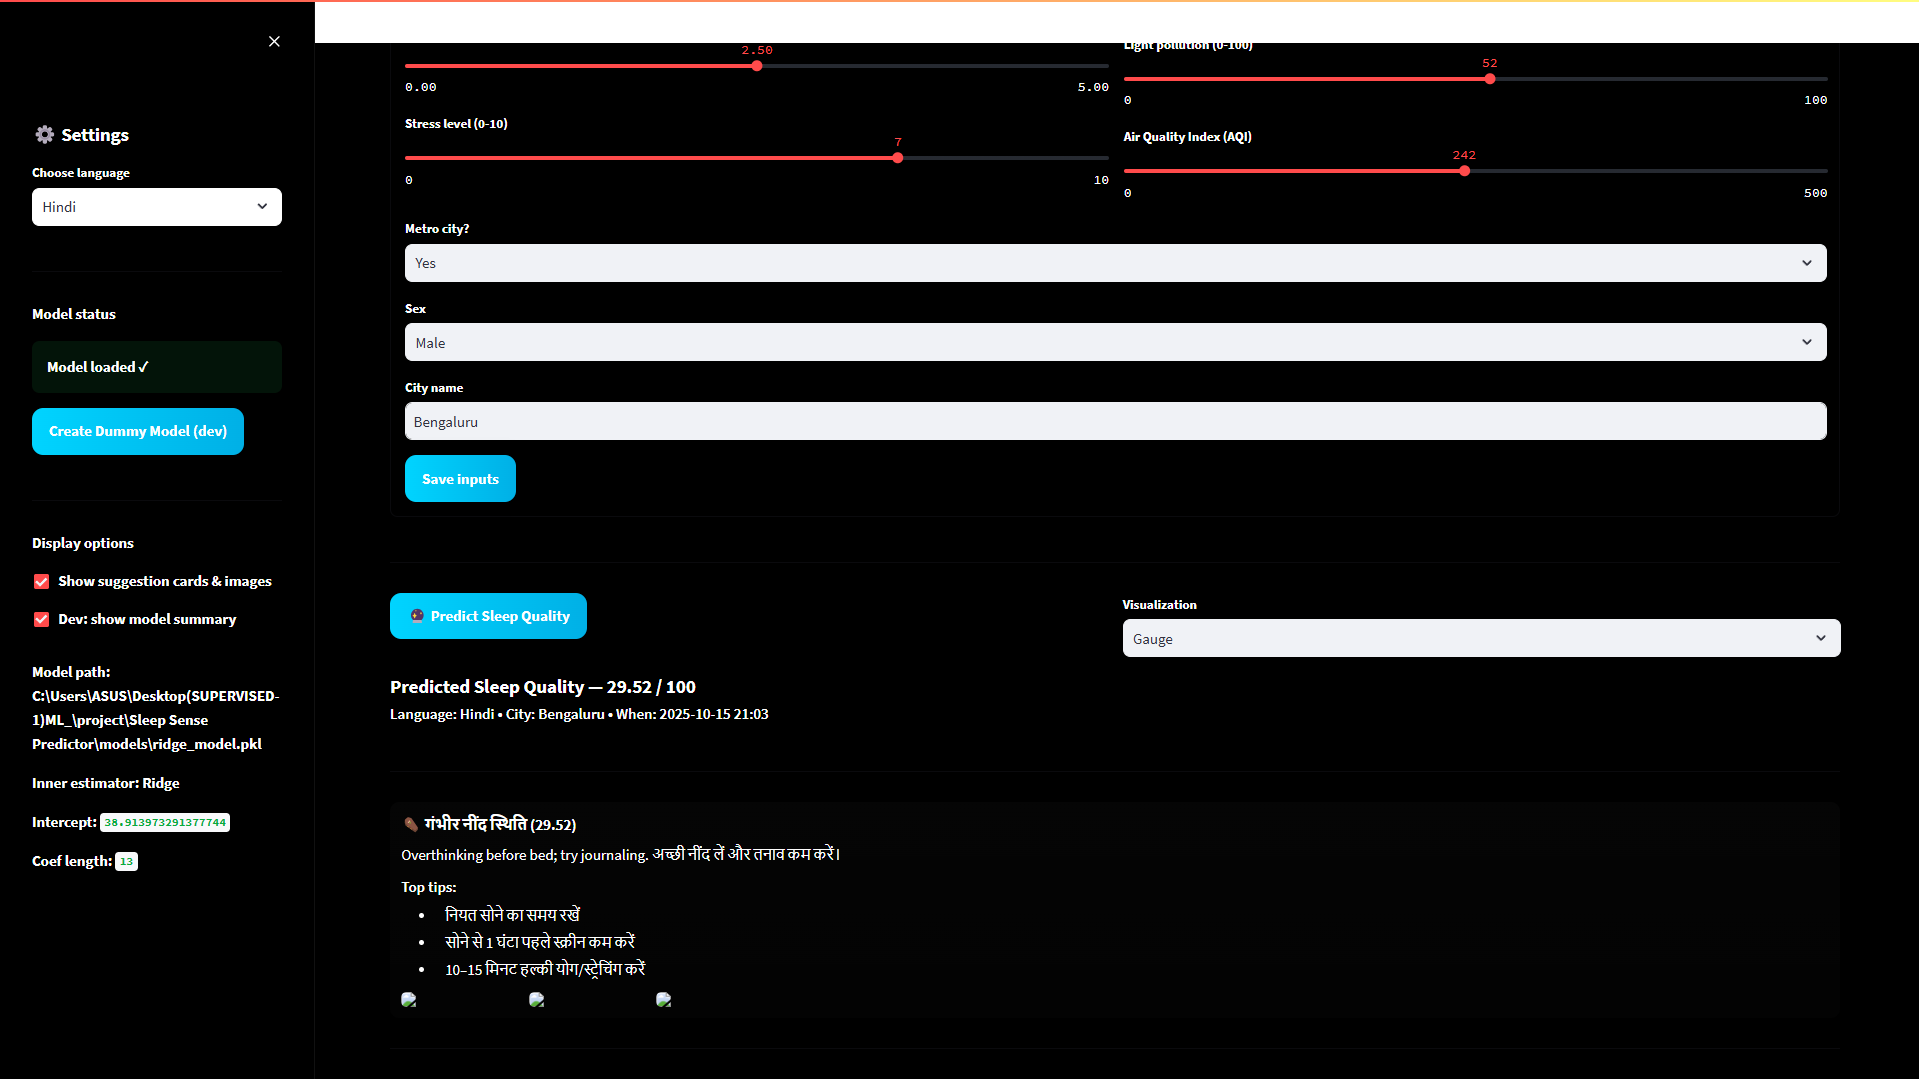 Settings
Choose language
Hindi
Model status
Model loaded ✓
Create Dummy Model (dev)
Display options
Show suggestion cards & images
Dev: show model summary
Model path:
C:\Users\ASUS\Desktop(SUPERVISED-
1)ML_\project\Sleep Sense
Predictor\models\ridge_model.pkl
Inner estimator: Ridge
Intercept: 38.913973291377744
Coef length: 13
2.50
0.00 5.00
Stress level (0-10)
7
0 10
Light pollution (0-100)
52
0 100
Air Quality Index (AQI)
242
0 500
Metro city?
Yes
Sex
Male
City name
Bengaluru
Save inputs
Predict Sleep Quality
Visualization
Gauge
Predicted Sleep Quality — 29.52 / 100
Language: Hindi • City: Bengaluru • When: 2025-10-15 21:03
गंभीर नींद स्थिति (29.52)
Overthinking before bed; try journaling. अच्छी नींद लें और तनाव कम करें।
Top tips:
• नियत सोने का समय रखें
• सोने से 1 घंटा पहले स्क्रीन कम करें
• 10–15 मिनट हल्की योग/स्ट्रेचिंग करें